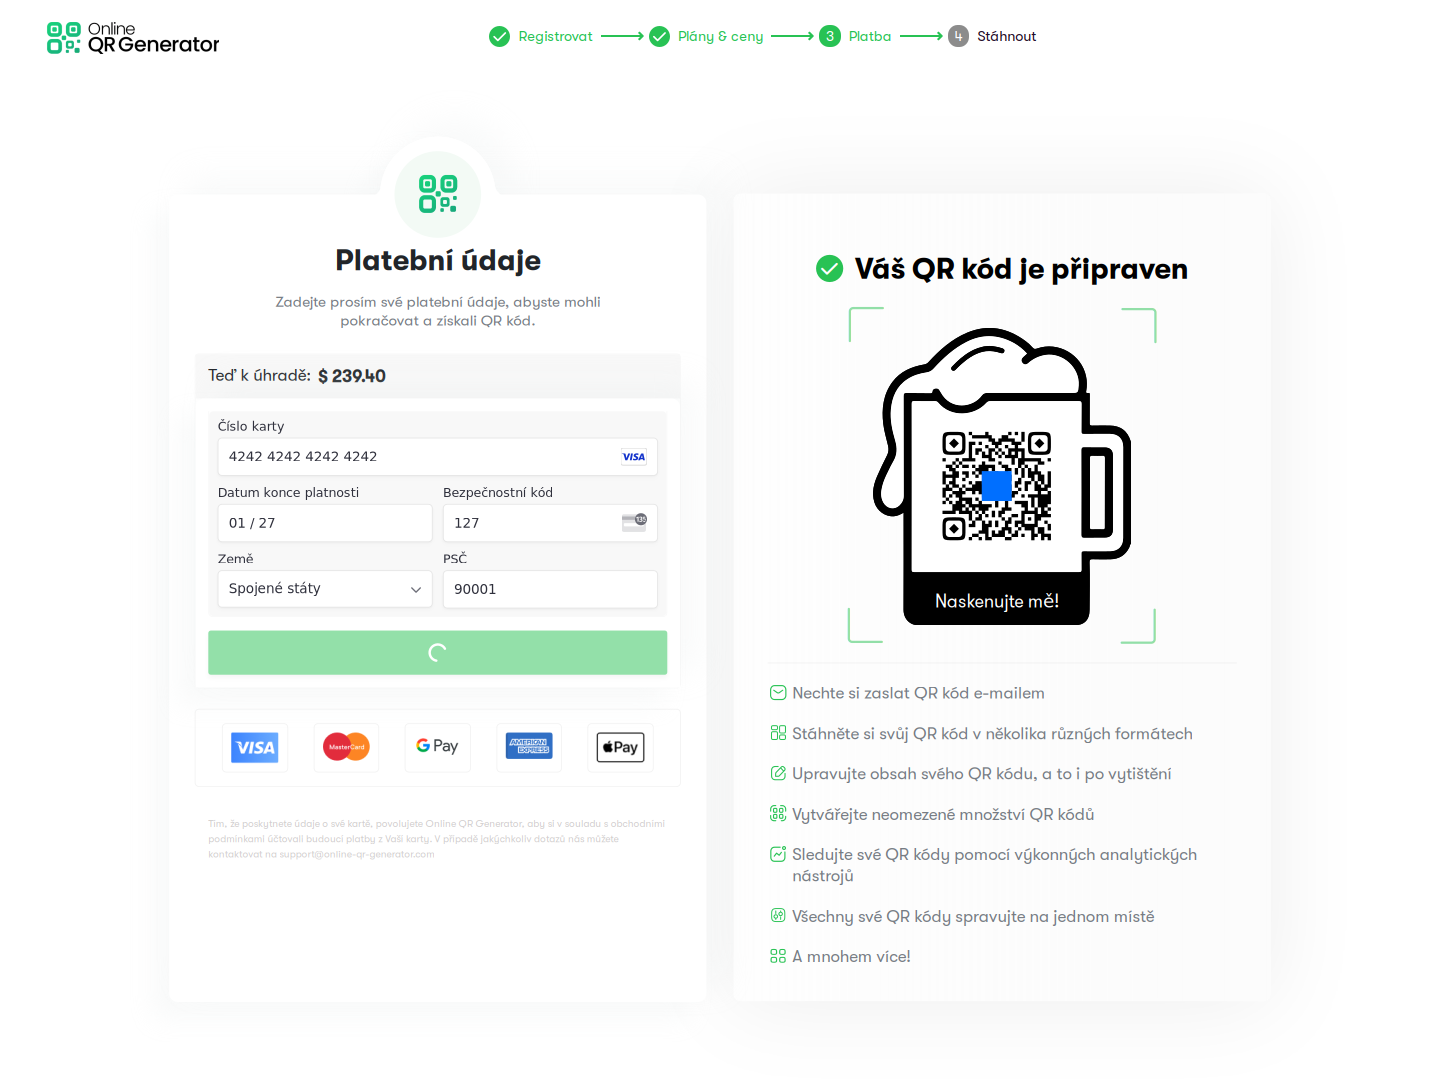 Online
QR Generator
Registrovat
Plány & ceny
3 Platba
4 Stáhnout
Platební údaje
Zadejte prosím své platební údaje, abyste mohli
pokračovat a získali QR kód.
Teď k úhradě: $ 239.40
Číslo karty
4242 4242 4242 4242 VISA
Datum konce platnosti Bezpečnostní kód
01 / 27 127 135
Země PSČ
Spojené státy 90001
VISA MasterCard G Pay AMERICAN EXPRESS Pay
Tím, že poskytnete údaje o své kartě, povolujete Online QR Generator, aby si v souladu s obchodními
podmínkami účtovali budoucí platby z Vaší karty. V případě jakýchkoliv dotazů nás můžete
kontaktovat na support@online-qr-generator.com
Váš QR kód je připraven
Naskenujte mě!
Nechte si zaslat QR kód e-mailem
Stáhněte si svůj QR kód v několika různých formátech
Upravujte obsah svého QR kódu, a to i po vytištění
Vytvářejte neomezené množství QR kódů
Sledujte své QR kódy pomocí výkonných analytických
nástrojů
Všechny své QR kódy spravujte na jednom místě
A mnohem více!